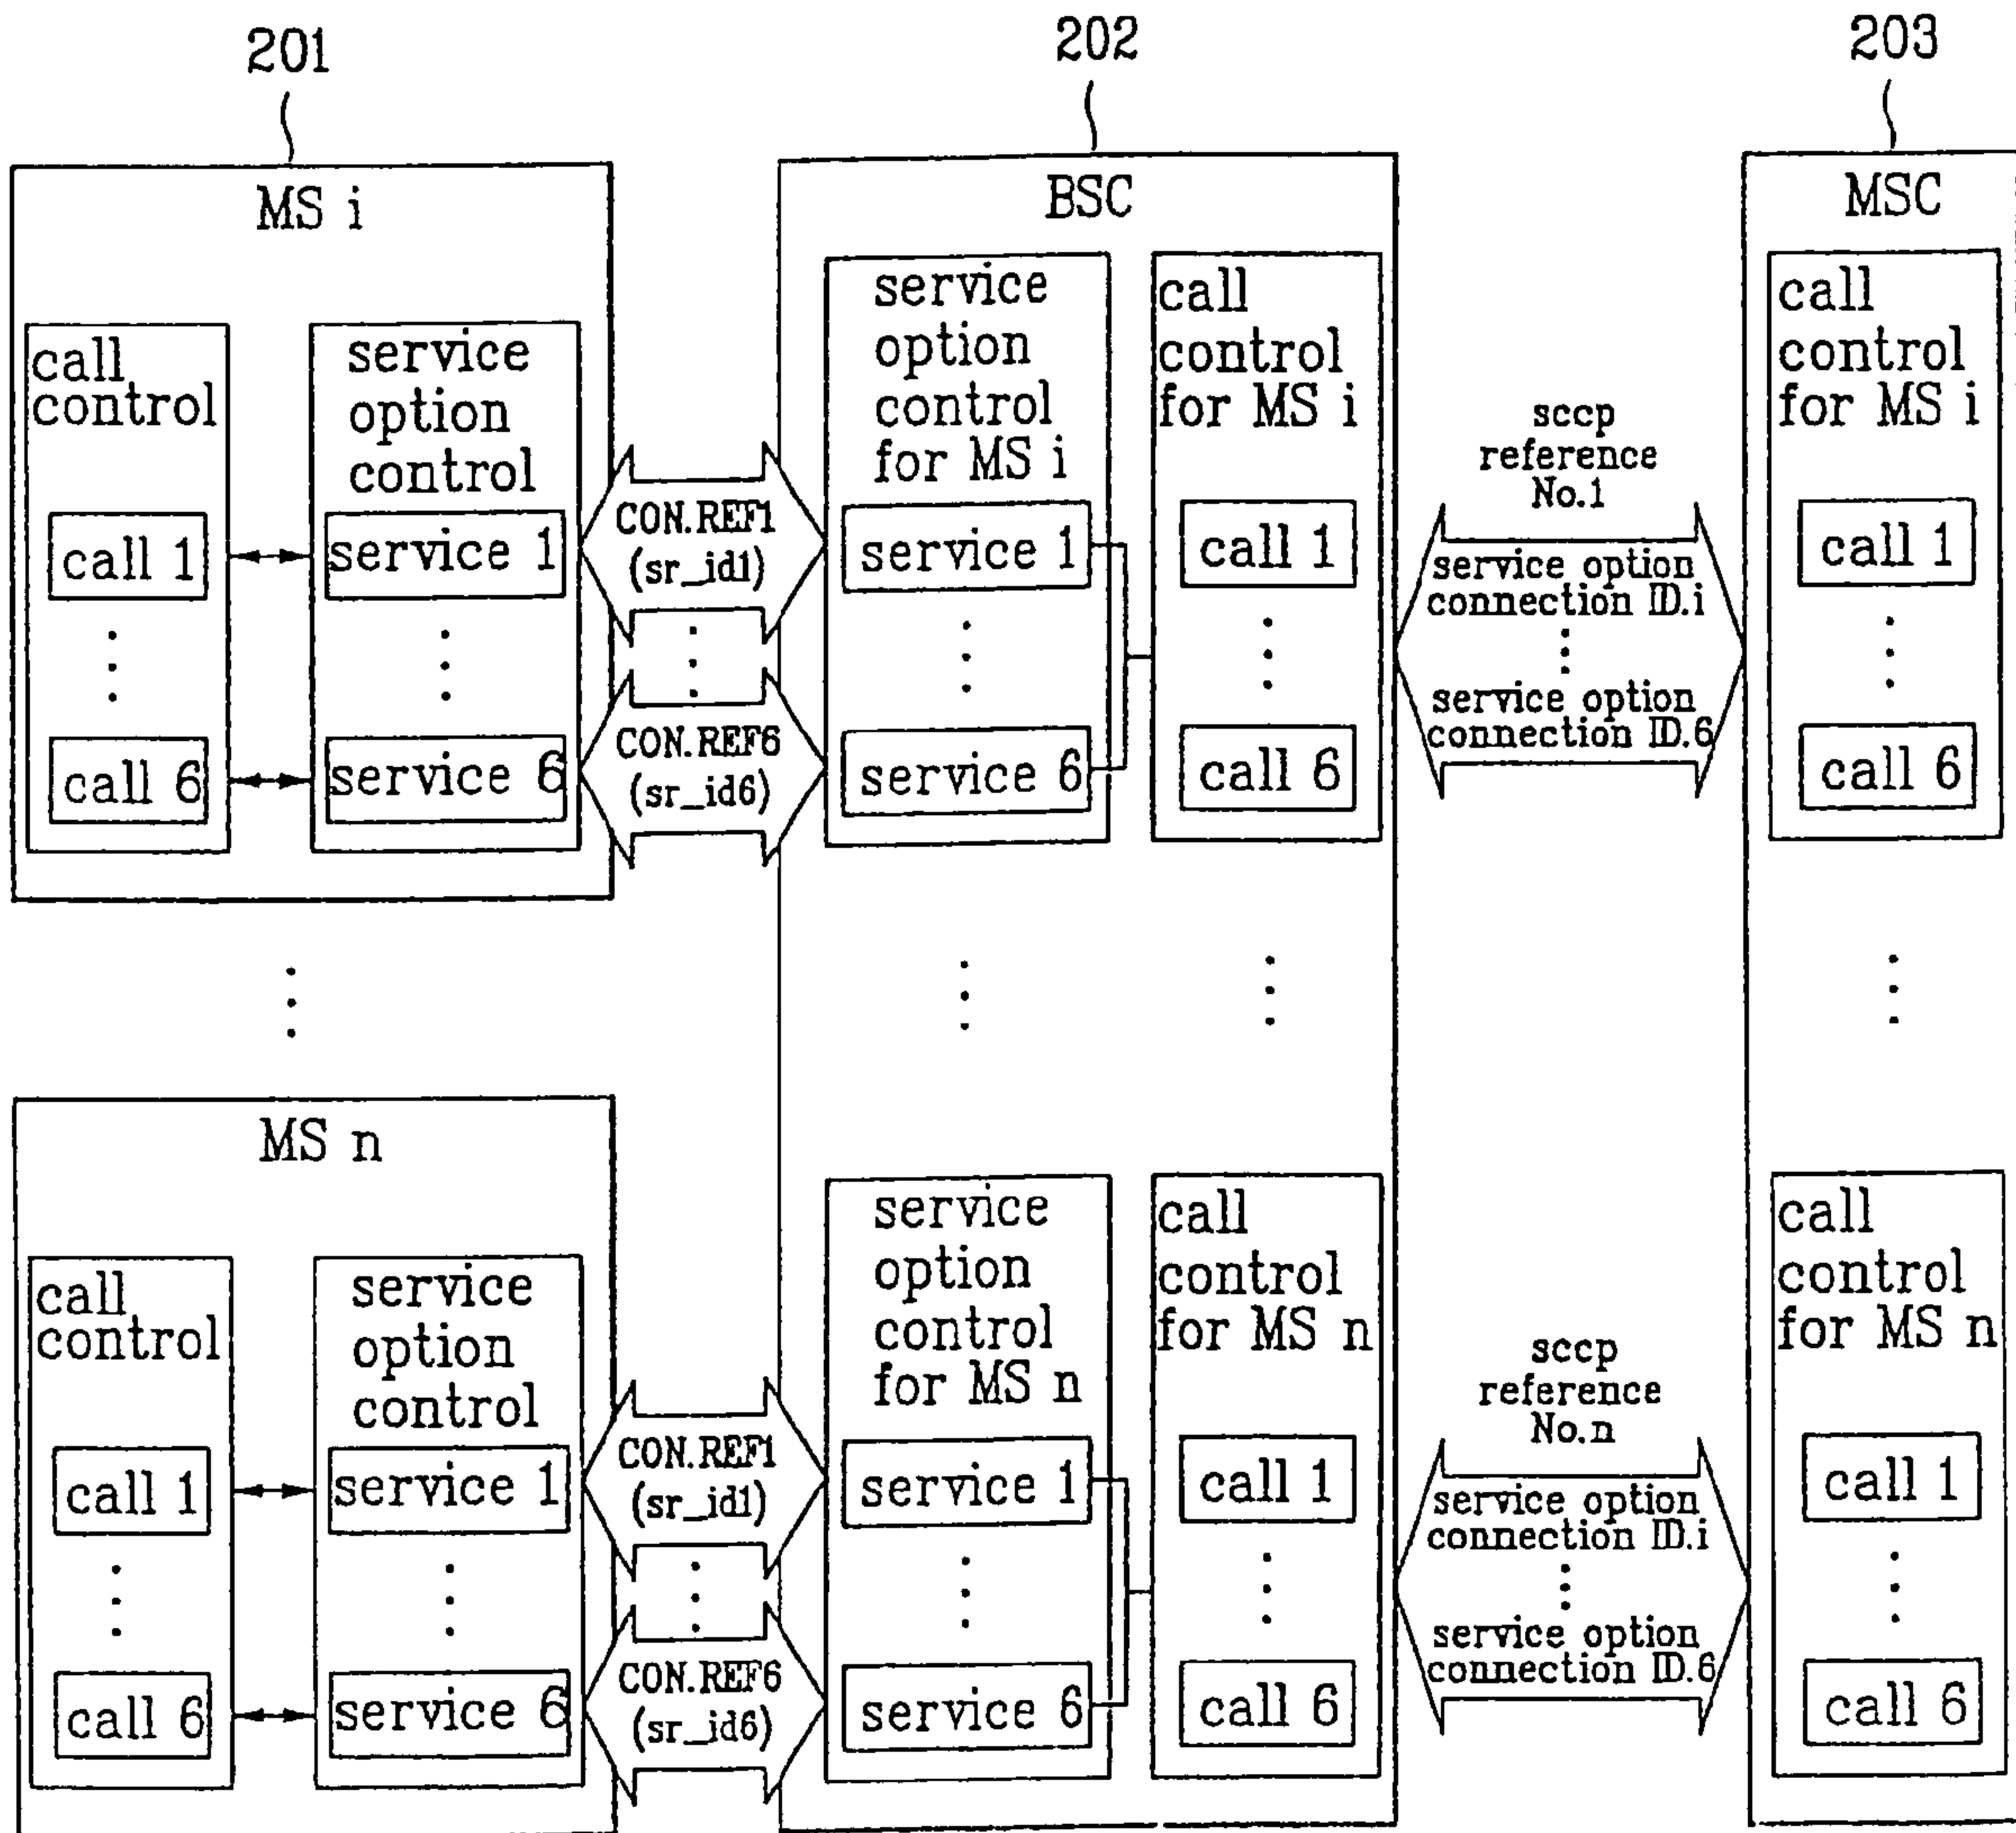 201
202
203
MS i
BSC
MSC
call
control
call 1
call 6
service
option
control
service 1
service 6
CON.REF1
(sr_id1)
CON.REF6
(sr_id6)
service
option
control
for MS i
service 1
service 6
call
control
for MS i
call 1
call 6
sccp
reference
No.1
service option
connection ID.i
service option
connection ID.6
call
control
for MS i
call 1
call 6
MS n
call
control
call 1
call 6
service
option
control
service 1
service 6
CON.REF1
(sr_id1)
CON.REF6
(sr_id6)
service
option
control
for MS n
service 1
service 6
call
control
for MS n
call 1
call 6
sccp
reference
No.n
service option
connection ID.i
service option
connection ID.6
call
control
for MS n
call 1
call 6